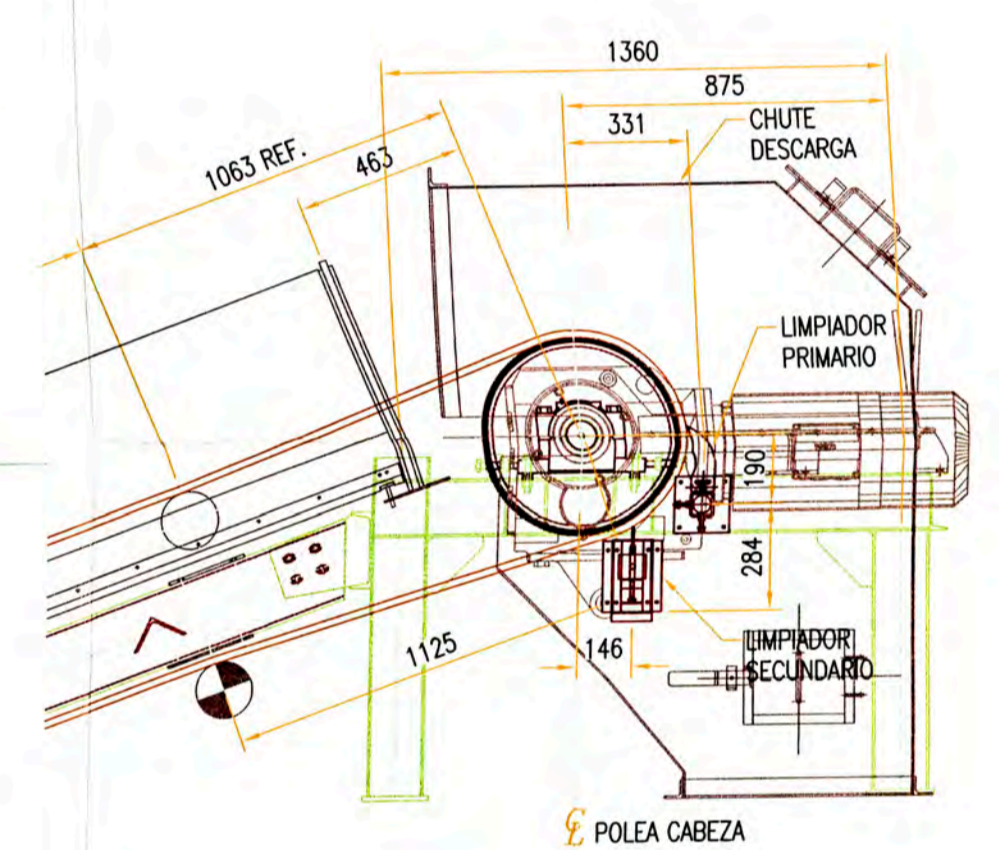 1360
875
331
CHUTE
DESCARGA
1063 REF.
463
LIMPIADOR
PRIMARIO
190
284
LIMPIADOR
SECUNDARIO
146
1125
℄ POLEA CABEZA